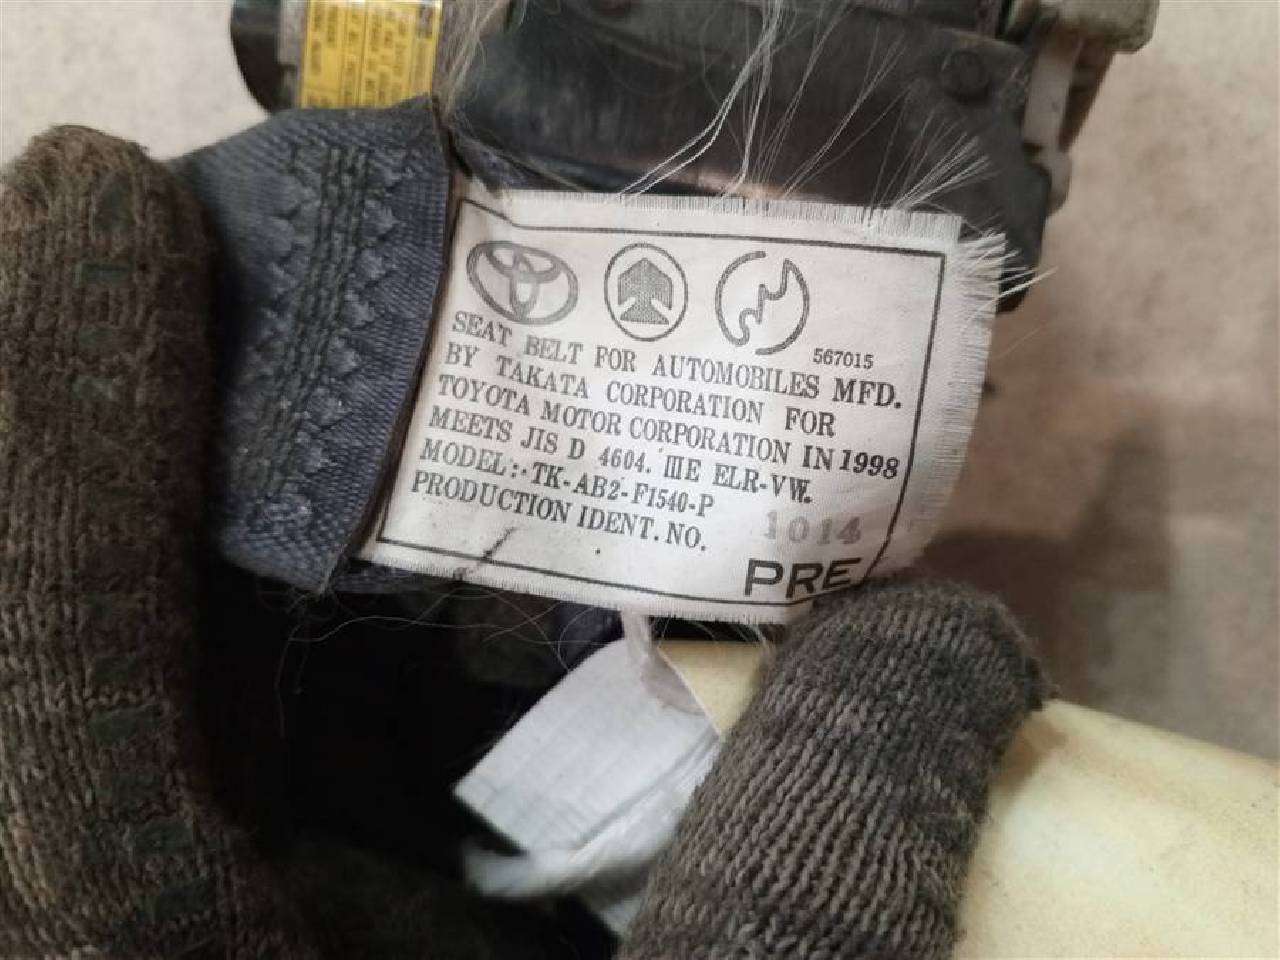 567015
SEAT BELT FOR AUTOMOBILES MFD.
BY TAKATA CORPORATION FOR
TOYOTA MOTOR CORPORATION IN 1998
MEETS JIS D 4604. IIIE ELR-VW.
MODEL:-TK-AB2-F1540-P
PRODUCTION IDENT. NO. 1014
PRE